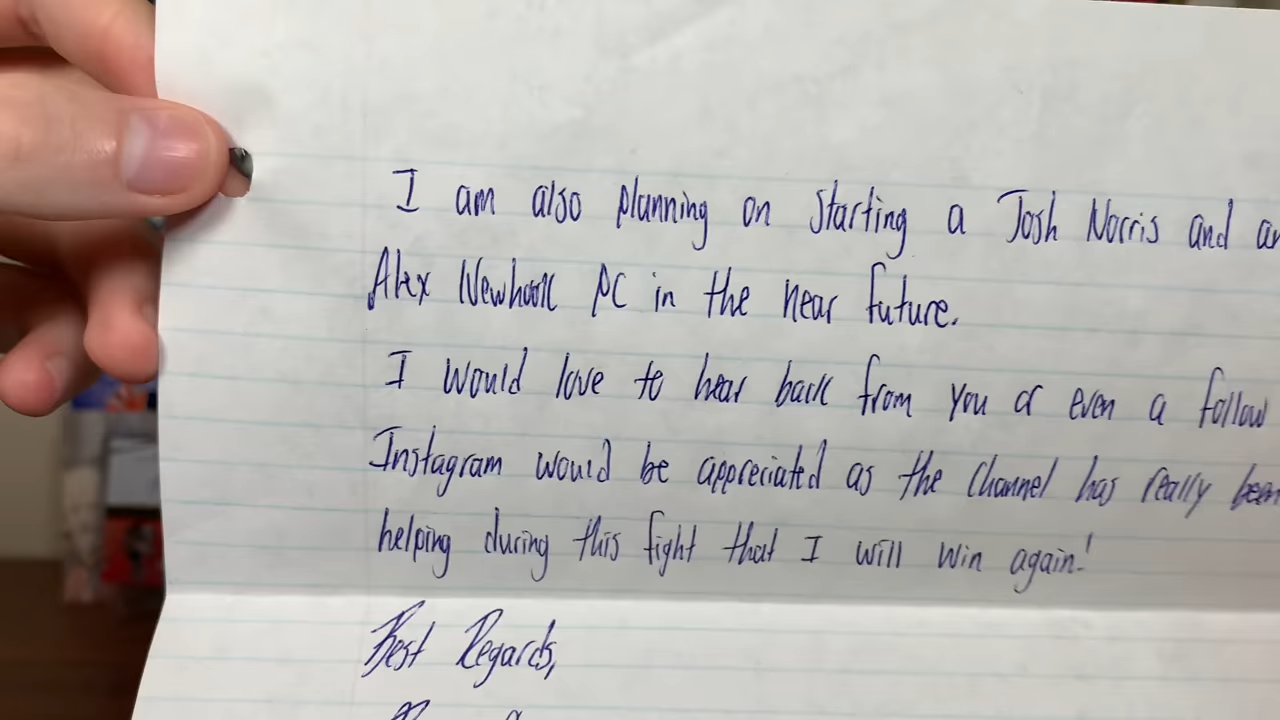 I am also planning on starting a Josh Norris and an
Alex Newhook PC in the near future.
I would love to hear back from you or even a follow
Instagram would be appreciated as the channel has really been
helping during this fight that I will win again!
Best Regards,